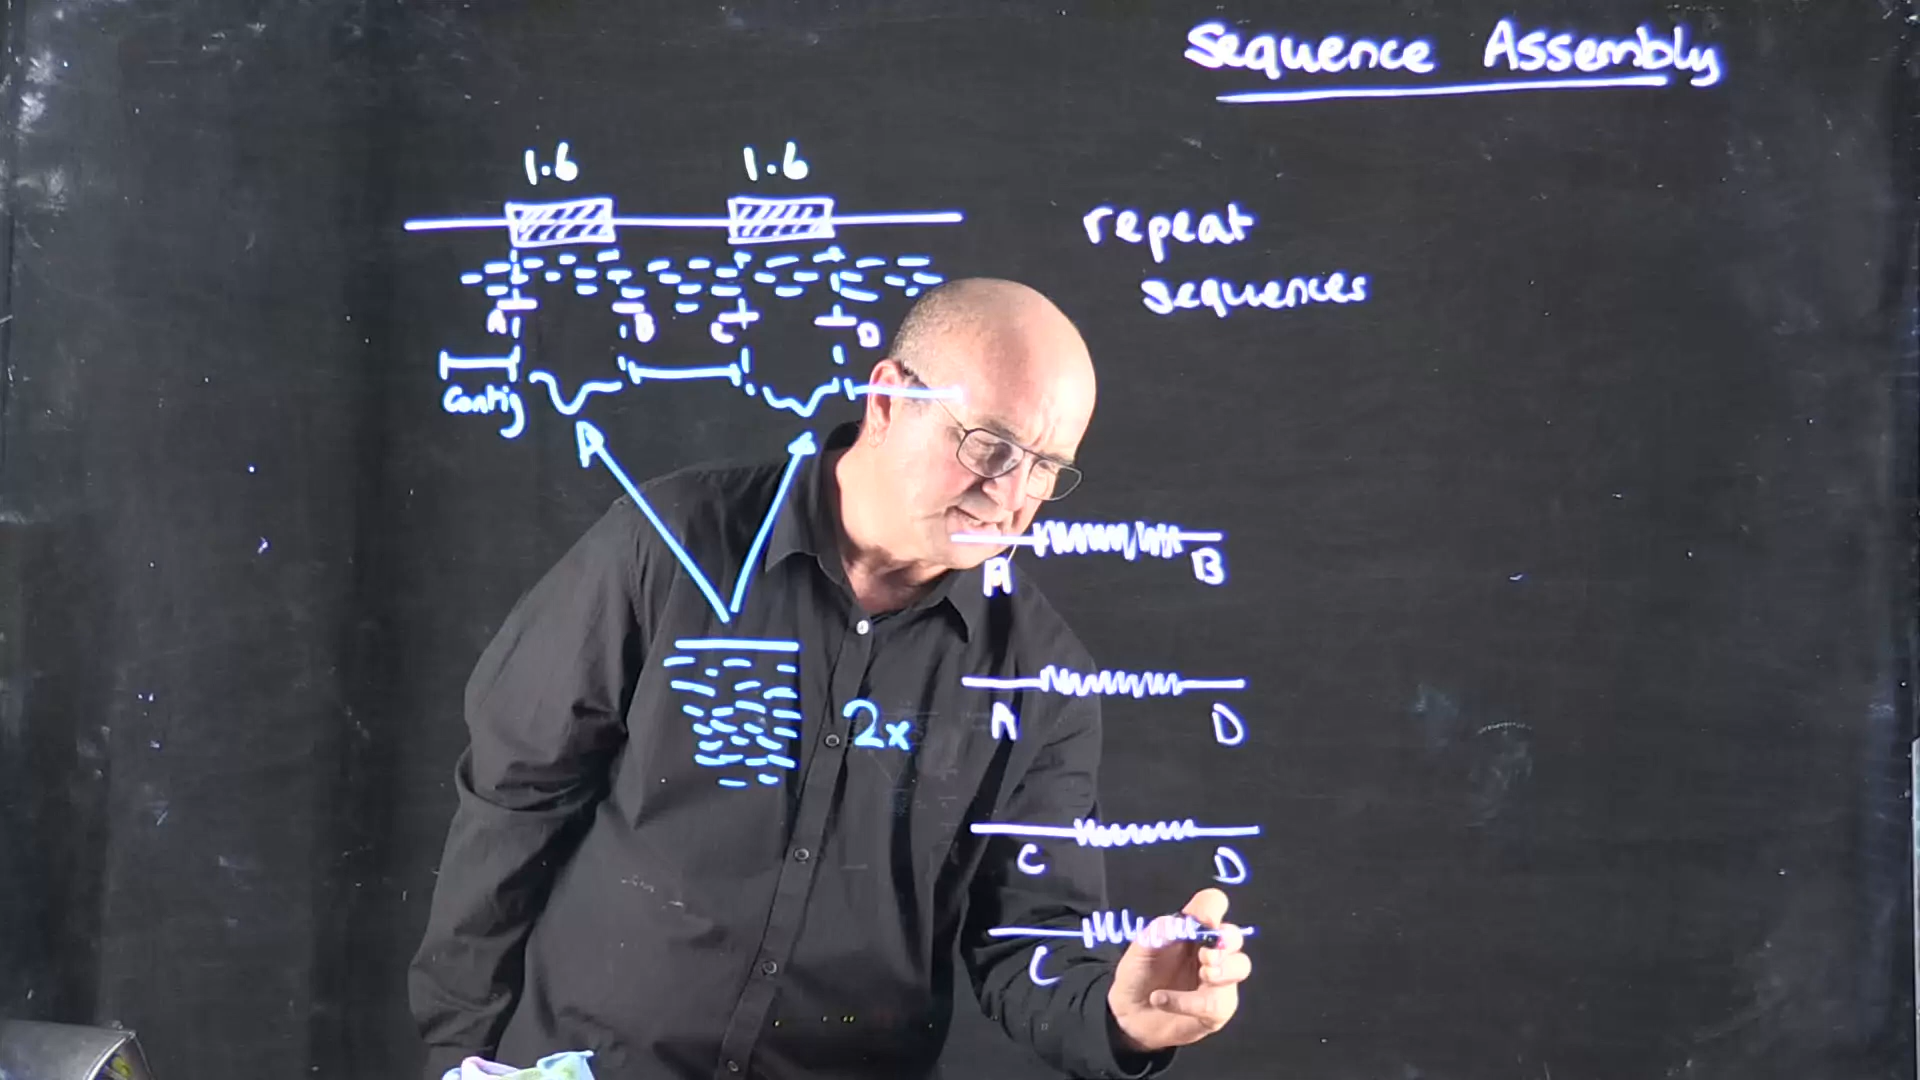 Sequence Assembly
1.6 1.6
repeat
sequences
A B C D
Contig
A B
2x
A D
C D
C